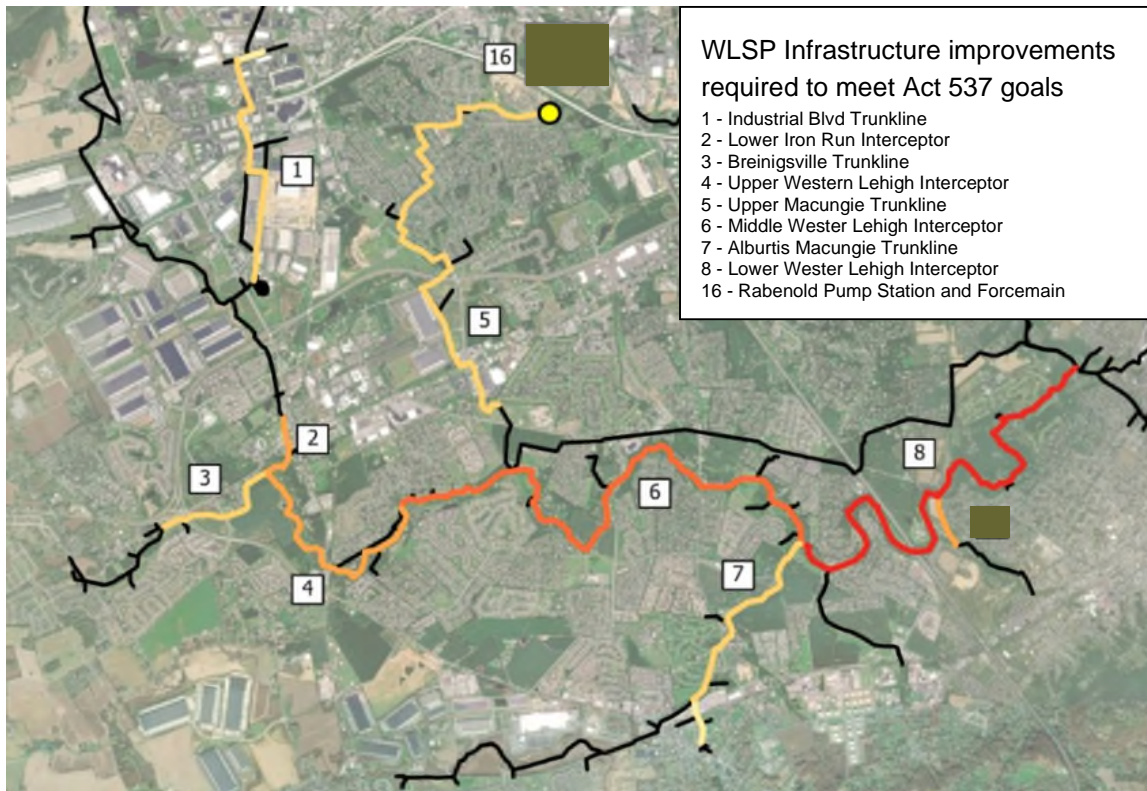 WLSP Infrastructure improvements
required to meet Act 537 goals
1 - Industrial Blvd Trunkline
2 - Lower Iron Run Interceptor
3 - Breinigsville Trunkline
4 - Upper Western Lehigh Interceptor
5 - Upper Macungie Trunkline
6 - Middle Wester Lehigh Interceptor
7 - Alburtis Macungie Trunkline
8 - Lower Wester Lehigh Interceptor
16 - Rabenold Pump Station and Forcemain
16
1
5
2
3
8
6
7
4